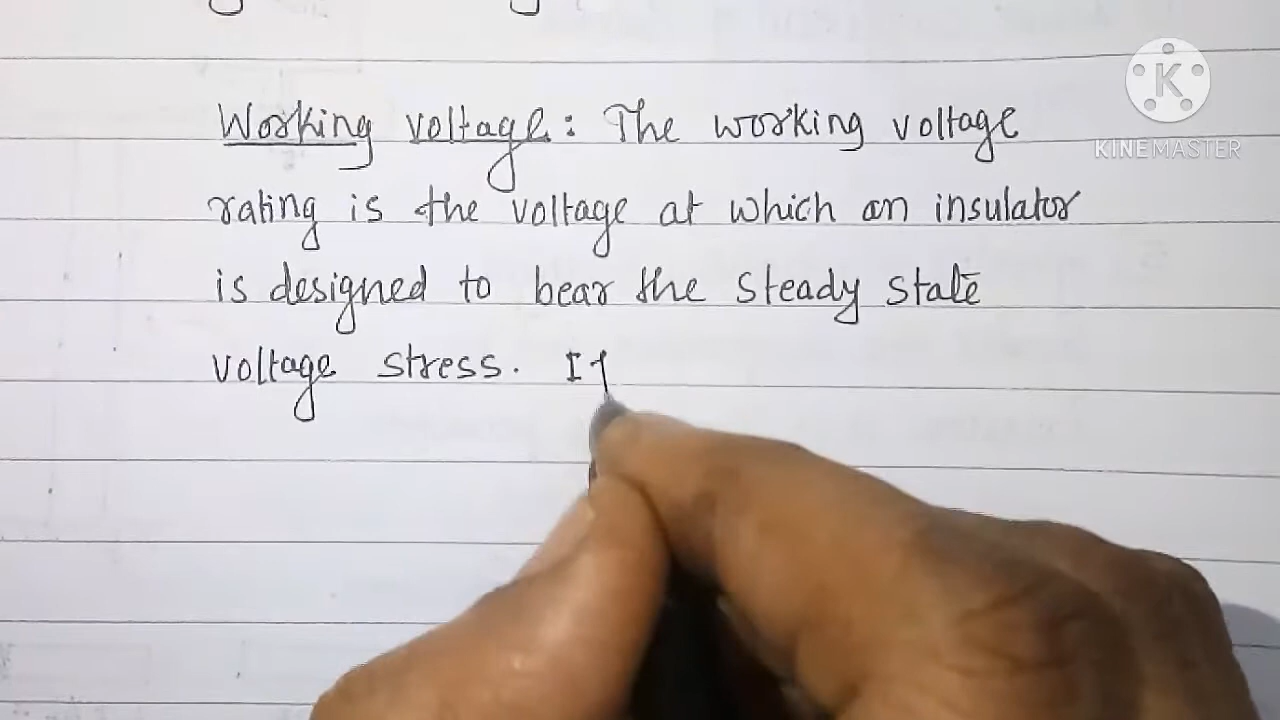 Working voltage: The working voltage
rating is the voltage at which an insulator
is designed to bear the steady state
voltage stress.
K
KINEMASTER